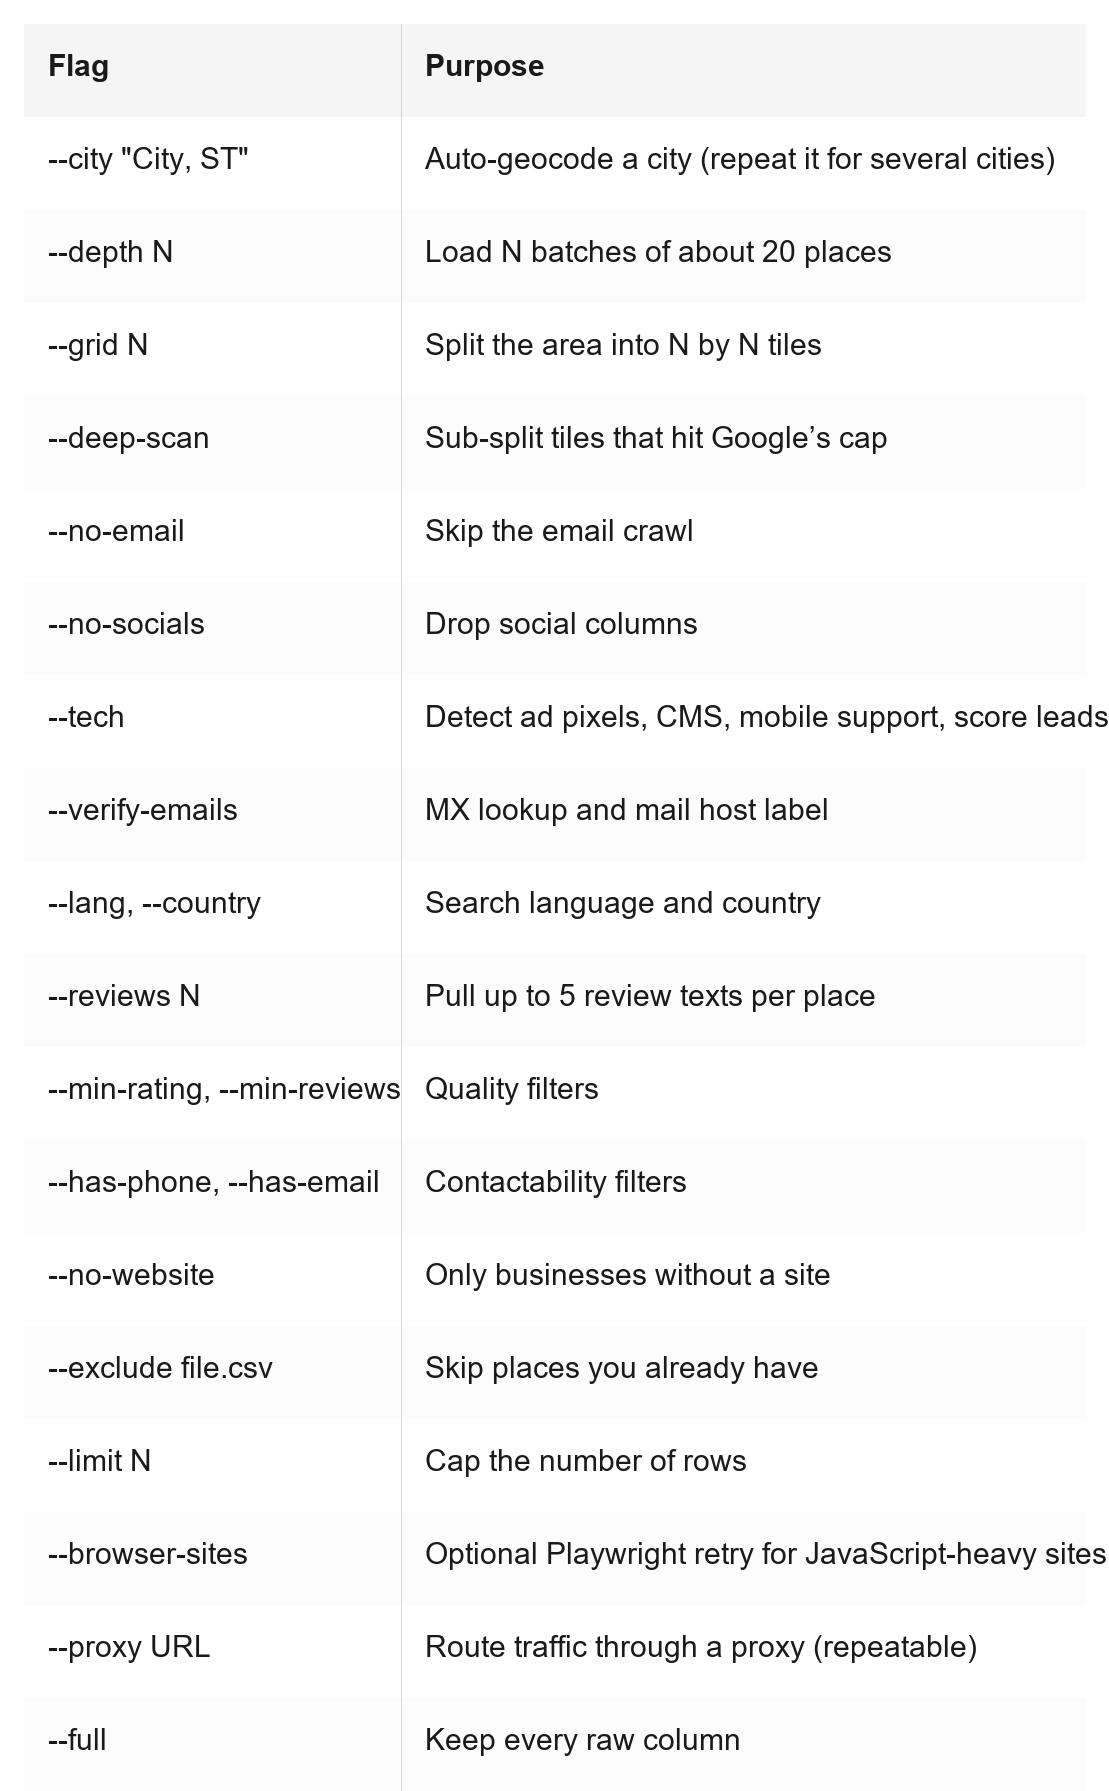 Flag Purpose
--city "City, ST" Auto-geocode a city (repeat it for several cities)
--depth N Load N batches of about 20 places
--grid N Split the area into N by N tiles
--deep-scan Sub-split tiles that hit Google’s cap
--no-email Skip the email crawl
--no-socials Drop social columns
--tech Detect ad pixels, CMS, mobile support, score leads
--verify-emails MX lookup and mail host label
--lang, --country Search language and country
--reviews N Pull up to 5 review texts per place
--min-rating, --min-reviews Quality filters
--has-phone, --has-email Contactability filters
--no-website Only businesses without a site
--exclude file.csv Skip places you already have
--limit N Cap the number of rows
--browser-sites Optional Playwright retry for JavaScript-heavy sites
--proxy URL Route traffic through a proxy (repeatable)
--full Keep every raw column